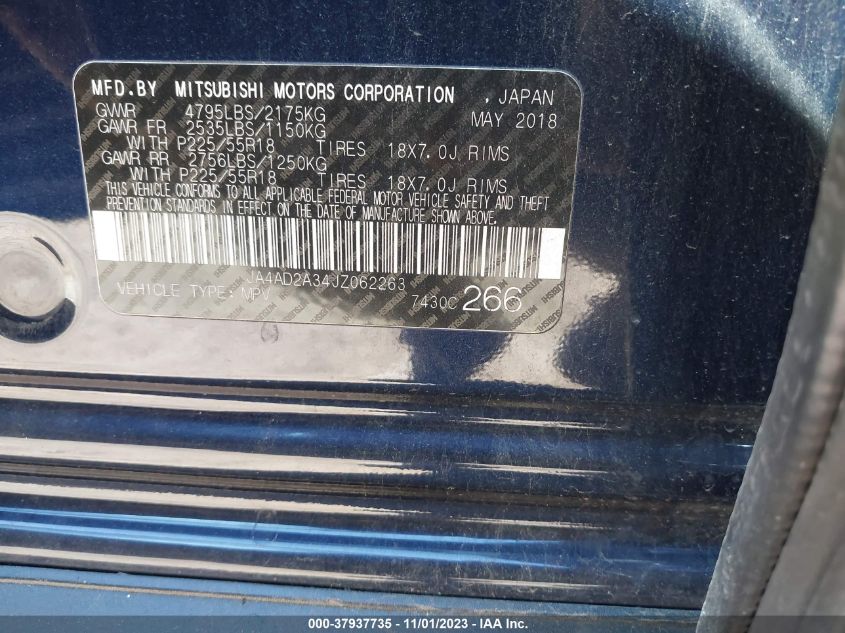 MFD.BY MITSUBISHI MOTORS CORPORATION , JAPAN
GVWR 4795LBS/2175KG MAY 2018
GAWR FR 2535LBS/1150KG
WITH P225/55R18 TIRES 18X7.0J RIMS
GAWR RR 2756LBS/1250KG
WITH P225/55R18 TIRES 18X7.0J RIMS
THIS VEHICLE CONFORMS TO ALL APPLICABLE FEDERAL MOTOR VEHICLE SAFETY AND THEFT
PREVENTION STANDARDS IN EFFECT ON THE DATE OF MANUFACTURE SHOWN ABOVE.
JA4AD2A34JZ062263
VEHICLE TYPE: MPV 7430C 266
000-37937735 - 11/01/2023 - IAA Inc.